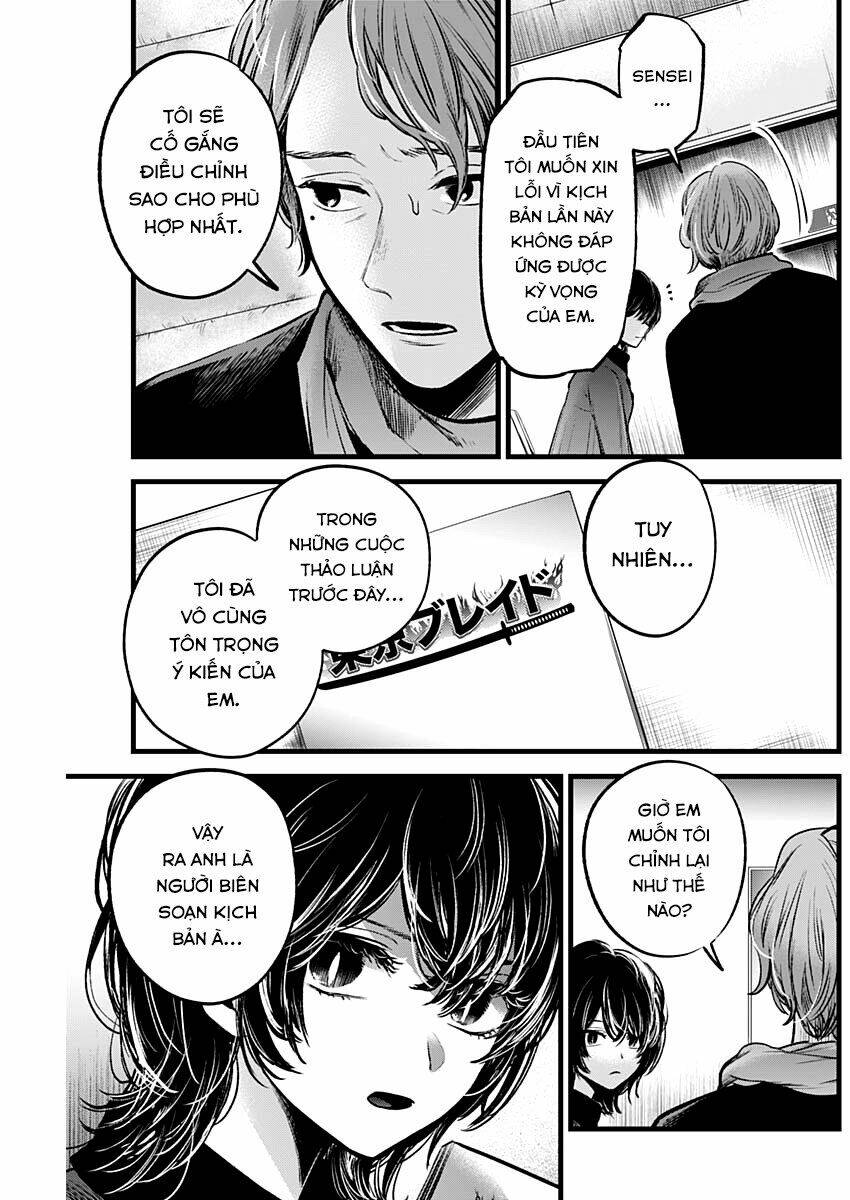 SENSEI
...
ĐẦU TIÊN
TÔI MUỐN XIN
LỖI VÌ KỊCH
BẢN LẦN NÀY
KHÔNG ĐÁP
ỨNG ĐƯỢC
KỲ VỌNG
CỦA EM.
TÔI SẼ
CỐ GẮNG
ĐIỀU CHỈNH
SAO CHO PHÙ
HỢP NHẤT.
TUY
NHIÊN...
TRONG
NHỮNG CUỘC
THẢO LUẬN
TRƯỚC ĐÂY...
TÔI ĐÃ
VÔ CÙNG
TÔN TRỌNG
Ý KIẾN CỦA
EM.
東京ブレイド
GIỜ EM
MUỐN TÔI
CHỈNH LẠI
NHƯ THẾ
NÀO?
VẬY
RA ANH LÀ
NGƯỜI BIÊN
SOẠN KỊCH
BẢN À...